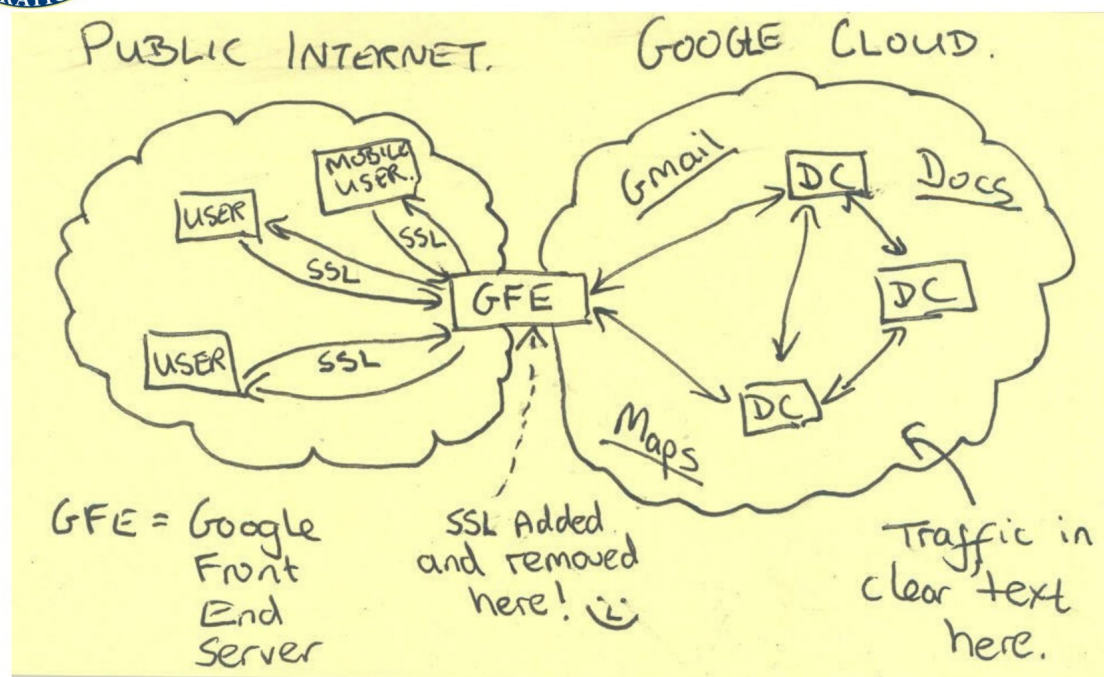 PUBLIC INTERNET.
GOOGLE CLOUD.
MOBILE
USER.
USER
SSL
SSL
GFE
USER
SSL
Gmail
DC
Docs
DC
DC
Maps
GFE = Google
Front
End
Server
SSL Added
and removed
here!
Traffic in
clear text
here.